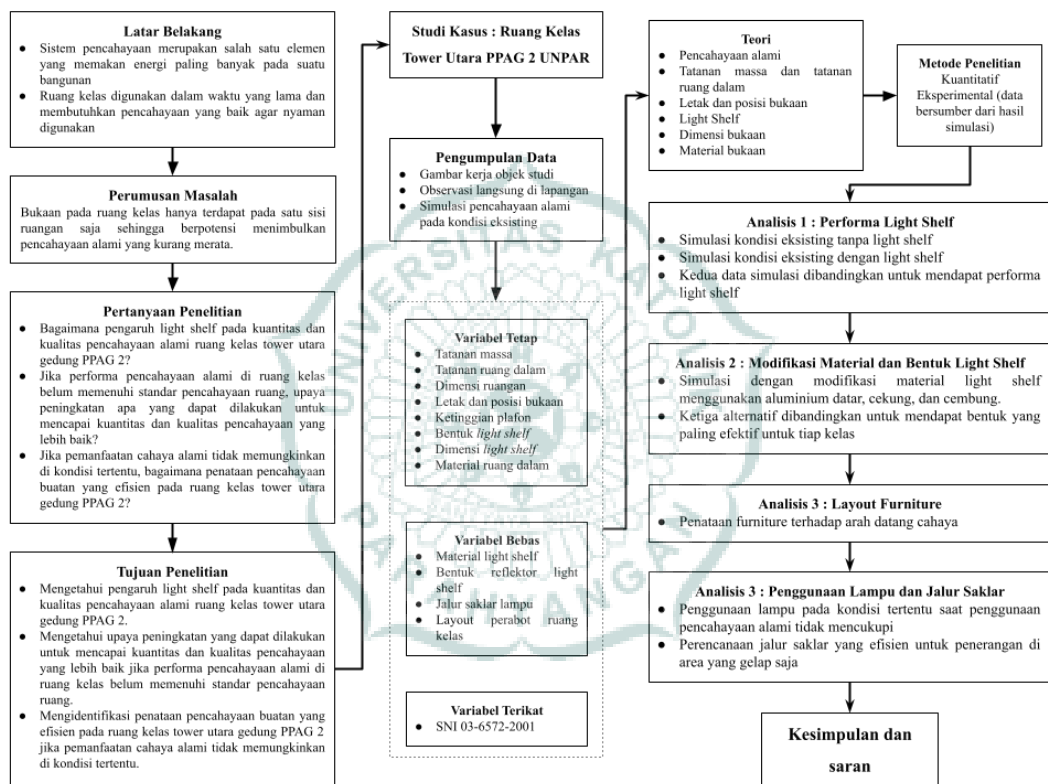 Latar Belakang
● Sistem pencahayaan merupakan salah satu elemen
yang memakan energi paling banyak pada suatu
bangunan
● Ruang kelas digunakan dalam waktu yang lama dan
membutuhkan pencahayaan yang baik agar nyaman
digunakan
Perumusan Masalah
Bukaan pada ruang kelas hanya terdapat pada satu sisi
ruangan saja sehingga berpotensi menimbulkan
pencahayaan alami yang kurang merata.
Pertanyaan Penelitian
● Bagaimana pengaruh light shelf pada kuantitas dan
kualitas pencahayaan alami ruang kelas tower utara
gedung PPAG 2?
● Jika performa pencahayaan alami di ruang kelas
belum memenuhi standar pencahayaan ruang, upaya
peningkatan apa yang dapat dilakukan untuk
mencapai kuantitas dan kualitas pencahayaan yang
lebih baik?
● Jika pemanfaatan cahaya alami tidak memungkinkan
di kondisi tertentu, bagaimana penataan pencahayaan
buatan yang efisien pada ruang kelas tower utara
gedung PPAG 2?
Tujuan Penelitian
● Mengetahui pengaruh light shelf pada kuantitas dan
kualitas pencahayaan alami ruang kelas tower utara
gedung PPAG 2.
● Mengetahui upaya peningkatan yang dapat dilakukan
untuk mencapai kuantitas dan kualitas pencahayaan
yang lebih baik jika performa pencahayaan alami di
ruang kelas belum memenuhi standar pencahayaan
ruang.
● Mengidentifikasi penataan pencahayaan buatan yang
efisien pada ruang kelas tower utara gedung PPAG 2
jika pemanfaatan cahaya alami tidak memungkinkan
di kondisi tertentu.
Studi Kasus : Ruang Kelas
Tower Utara PPAG 2 UNPAR
Pengumpulan Data
● Gambar kerja objek studi
● Observasi langsung di lapangan
● Simulasi pencahayaan alami
pada kondisi eksisting
Variabel Tetap
● Tatanan massa
● Tatanan ruang dalam
● Dimensi ruangan
● Letak dan posisi bukaan
● Ketinggian plafon
● Bentuk light shelf
● Dimensi light shelf
● Material ruang dalam
Variabel Bebas
● Material light shelf
● Bentuk reflektor light
shelf
● Jalur saklar lampu
● Layout perabot ruang
kelas
Variabel Terikat
● SNI 03-6572-2001
Teori
● Pencahayaan alami
● Tatanan massa dan tatanan
ruang dalam
● Letak dan posisi bukaan
● Light Shelf
● Dimensi bukaan
● Material bukaan
Metode Penelitian
Kuantitatif
Eksperimental (data
bersumber dari hasil
simulasi)
Analisis 1 : Performa Light Shelf
● Simulasi kondisi eksisting tanpa light shelf
● Simulasi kondisi eksisting dengan light shelf
● Kedua data simulasi dibandingkan untuk mendapat performa
light shelf
Analisis 2 : Modifikasi Material dan Bentuk Light Shelf
● Simulasi dengan modifikasi material light shelf
menggunakan aluminium datar, cekung, dan cembung.
● Ketiga alternatif dibandingkan untuk mendapat bentuk yang
paling efektif untuk tiap kelas
Analisis 3 : Layout Furniture
● Penataan furniture terhadap arah datang cahaya
Analisis 3 : Penggunaan Lampu dan Jalur Saklar
● Penggunaan lampu pada kondisi tertentu saat penggunaan
pencahayaan alami tidak mencukupi
● Perencanaan jalur saklar yang efisien untuk penerangan di
area yang gelap saja
Kesimpulan dan
saran
UNIVERSITAS KATOLIK
PARAHYANGAN